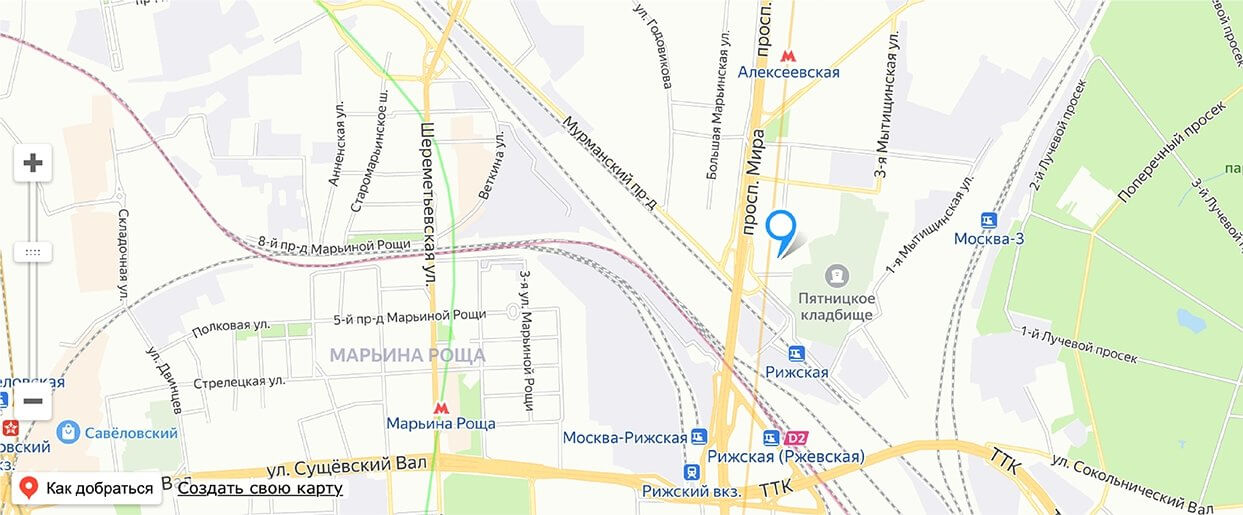 пр-д
просп.
ул. Годовикова
Большая Марьинская ул.
Алексеевская
3-я Мытищинская ул.
2-й Лучевой просек
Поперечный просек
3-й Лучевой
просек
Анненская ул.
Старомарьинское ш.
Шереметьевская ул.
Веткина ул.
Мурманский пр-д
просп. Мира
1-я Мытищинская ул.
Москва-3
Складочная ул.
8-й пр-д Марьиной Рощи
3-я ул. Марьиной Рощи
Пятницкое
кладбище
Полковая ул.
5-й пр-д Марьиной Рощи
МАРЬИНА РОЩА
ул. Двинцев
Стрелецкая ул.
Рижская
1-й Лучевой просек
Марьина Роща
Савёловский
вкз.
Москва-Рижская
D2
Рижская (Ржевская)
Рижский вкз.
ТТК
ТТК
ул. Сокольнический Вал
ул. Сущёвский Вал
Вал
Как добраться
Создать свою карту